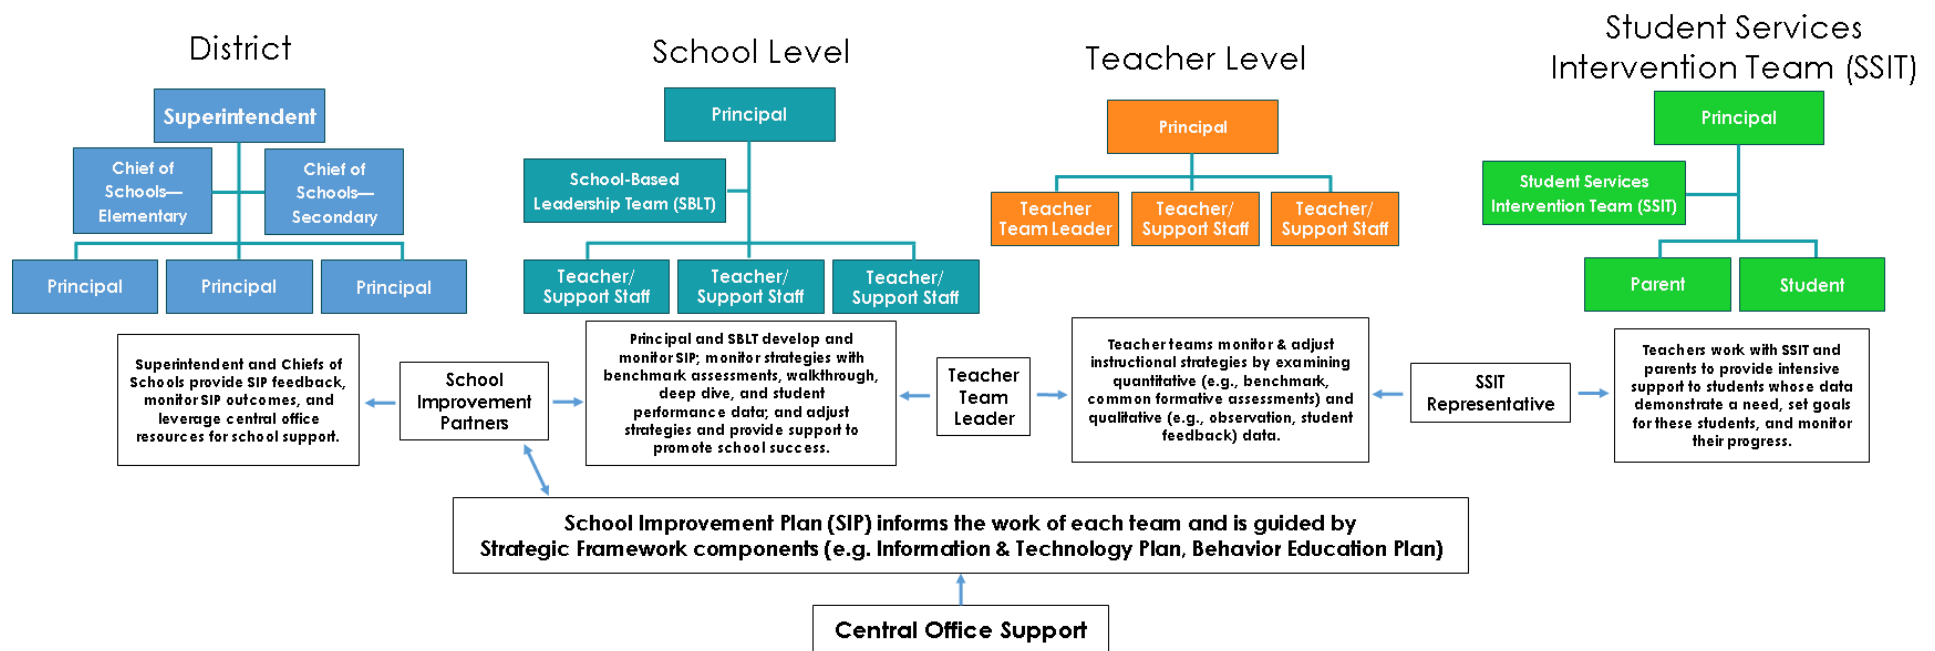 District
Superintendent
Chief of
Schools—
Elementary
Chief of
Schools—
Secondary
Principal
Principal
Principal
School Level
Principal
School-Based
Leadership Team (SBLT)
Teacher/
Support Staff
Teacher/
Support Staff
Teacher/
Support Staff
Teacher Level
Principal
Teacher
Team Leader
Teacher/
Support Staff
Teacher/
Support Staff
Student Services
Intervention Team (SSIT)
Principal
Student Services
Intervention Team (SSIT)
Parent
Student
Superintendent and Chiefs of
Schools provide SIP feedback,
monitor SIP outcomes, and
leverage central office
resources for school support.
School
Improvement
Partners
Principal and SBLT develop and
monitor SIP; monitor strategies with
benchmark assessments, walkthrough,
deep dive, and student
performance data; and adjust
strategies and provide support to
promote school success.
Teacher
Team
Leader
Teacher teams monitor & adjust
instructional strategies by examining
quantitative (e.g., benchmark,
common formative assessments) and
qualitative (e.g., observation, student
feedback) data.
SSIT
Representative
Teachers work with SSIT and
parents to provide intensive
support to students whose data
demonstrate a need, set goals
for these students, and monitor
their progress.
School Improvement Plan (SIP) informs the work of each team and is guided by
Strategic Framework components (e.g. Information & Technology Plan, Behavior Education Plan)
Central Office Support